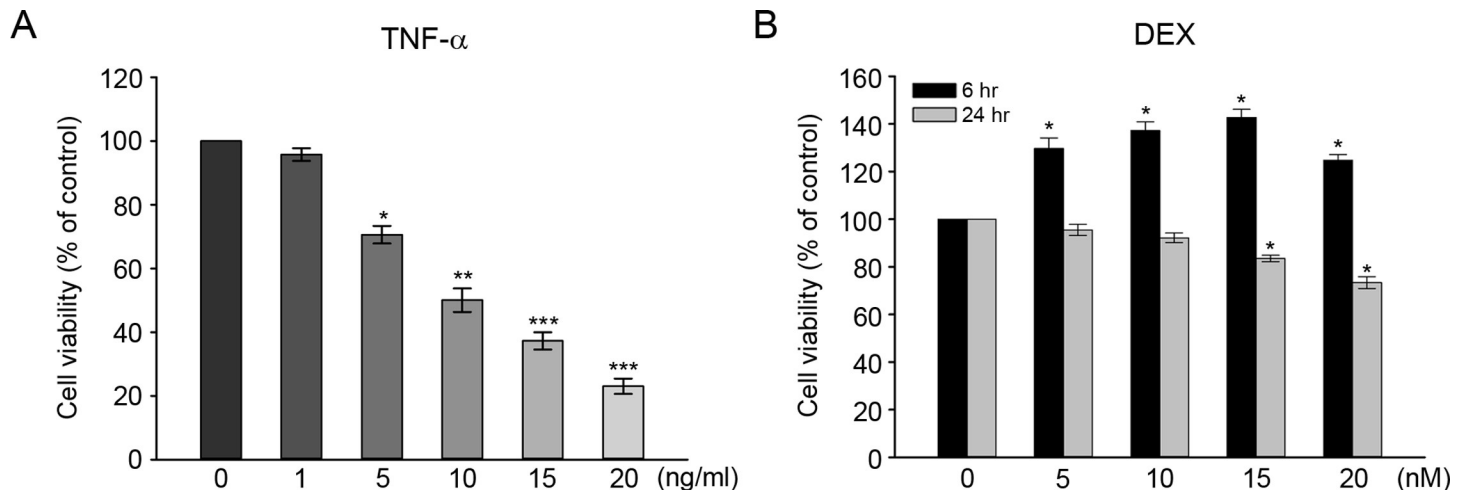 A
TNF-α
Cell viability (% of control)
120
100
80
60
40
20
0
*
**
***
***
0 1 5 10 15 20 (ng/ml)
B
DEX
Cell viability (% of control)
160
140
120
100
80
60
40
20
0
6 hr
24 hr
*
*
*
*
*
*
0 5 10 15 20 (nM)